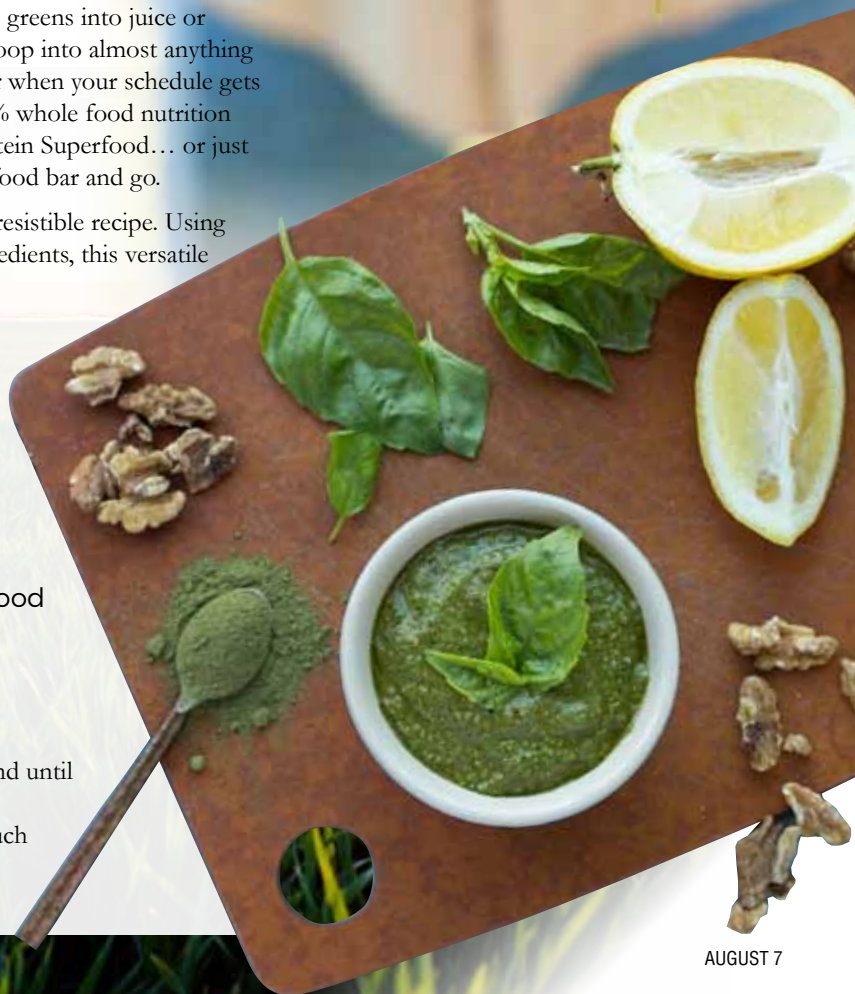 greens into juice or
oop into almost anything
r when your schedule gets
% whole food nutrition
tein Superfood… or just
ood bar and go.
resistible recipe. Using
edients, this versatile
ood
nd until
uch
AUGUST 7